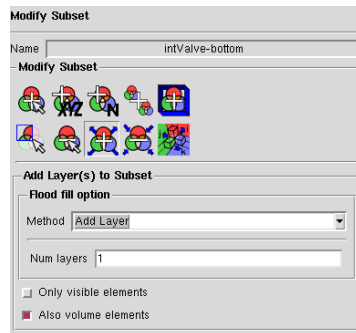 Modify Subset
Name intValve-bottom
Modify Subset
XYZ N
Add Layer(s) to Subset
Flood fill option
Method Add Layer
Num layers 1
Only visible elements
Also volume elements